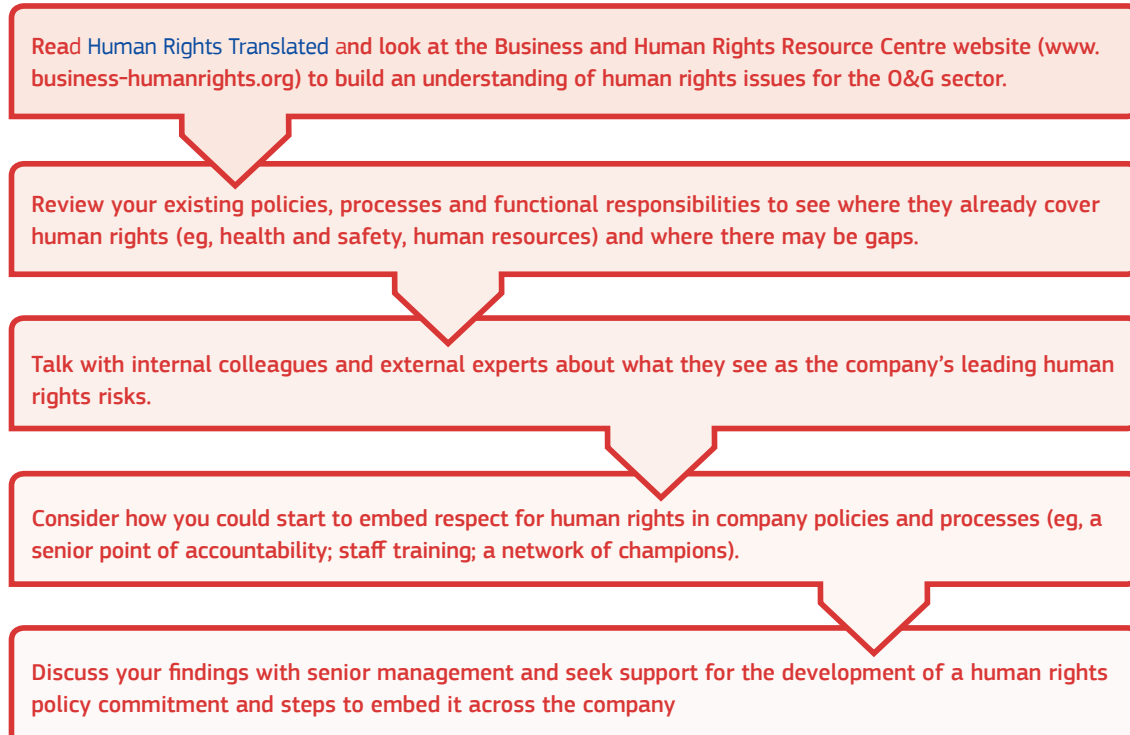 Read Human Rights Translated and look at the Business and Human Rights Resource Centre website (www.
business-humanrights.org) to build an understanding of human rights issues for the O&G sector.
Review your existing policies, processes and functional responsibilities to see where they already cover
human rights (eg, health and safety, human resources) and where there may be gaps.
Talk with internal colleagues and external experts about what they see as the company's leading human
rights risks.
Consider how you could start to embed respect for human rights in company policies and processes (eg, a
senior point of accountability; staff training; a network of champions).
Discuss your findings with senior management and seek support for the development of a human rights
policy commitment and steps to embed it across the company